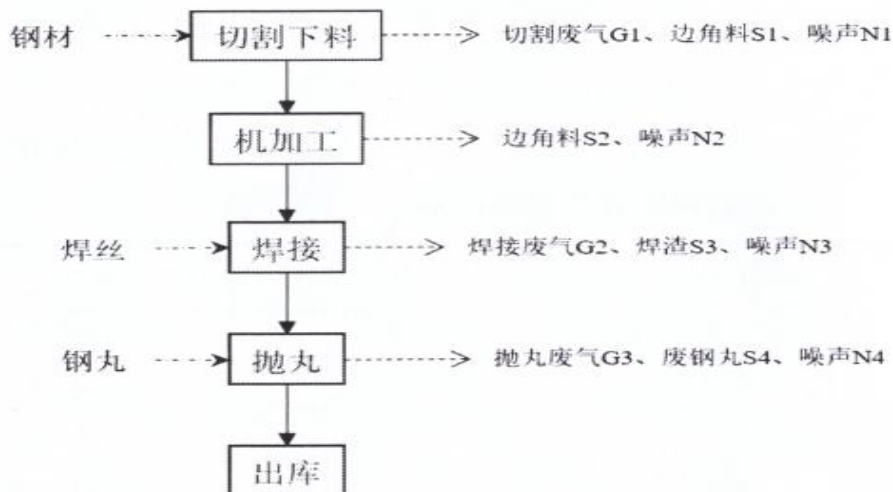 钢材 切割下料 切割废气G1、边角料S1、噪声N1
机加工 边角料S2、噪声N2
焊丝 焊接 焊接废气G2、焊渣S3、噪声N3
钢丸 抛丸 抛丸废气G3、废钢丸S4、噪声N4
出库